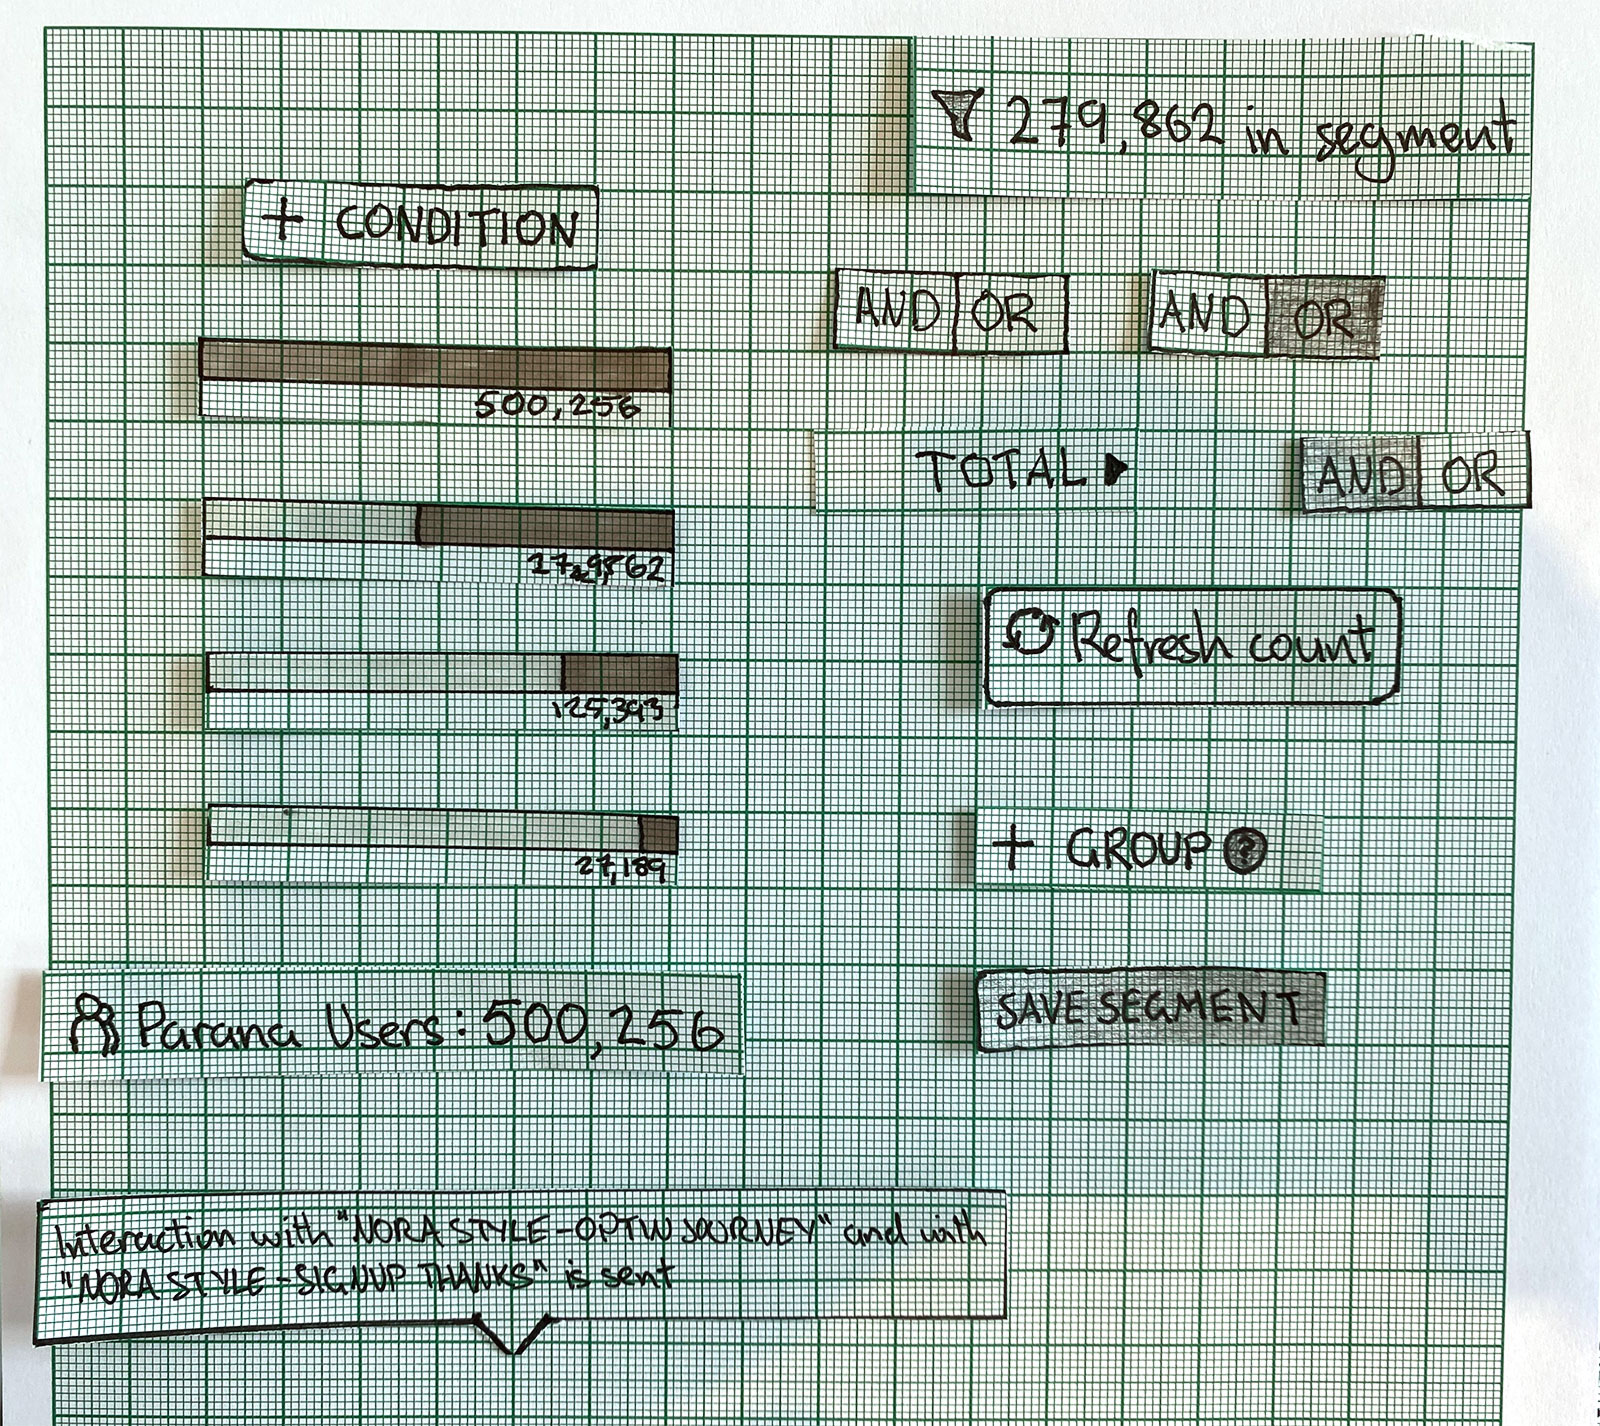 279,862 in segment
+ CONDITION
AND OR
AND OR
500,256
TOTAL ▶
AND OR
Refresh count
125,393
+ GROUP ?
27,189
Parana Users: 500,256
SAVE SEGMENT
Interaction with "NORA STYLE-OPTIN JOURNEY" and with
"NORA STYLE-SIGNUP THANKS" is sent